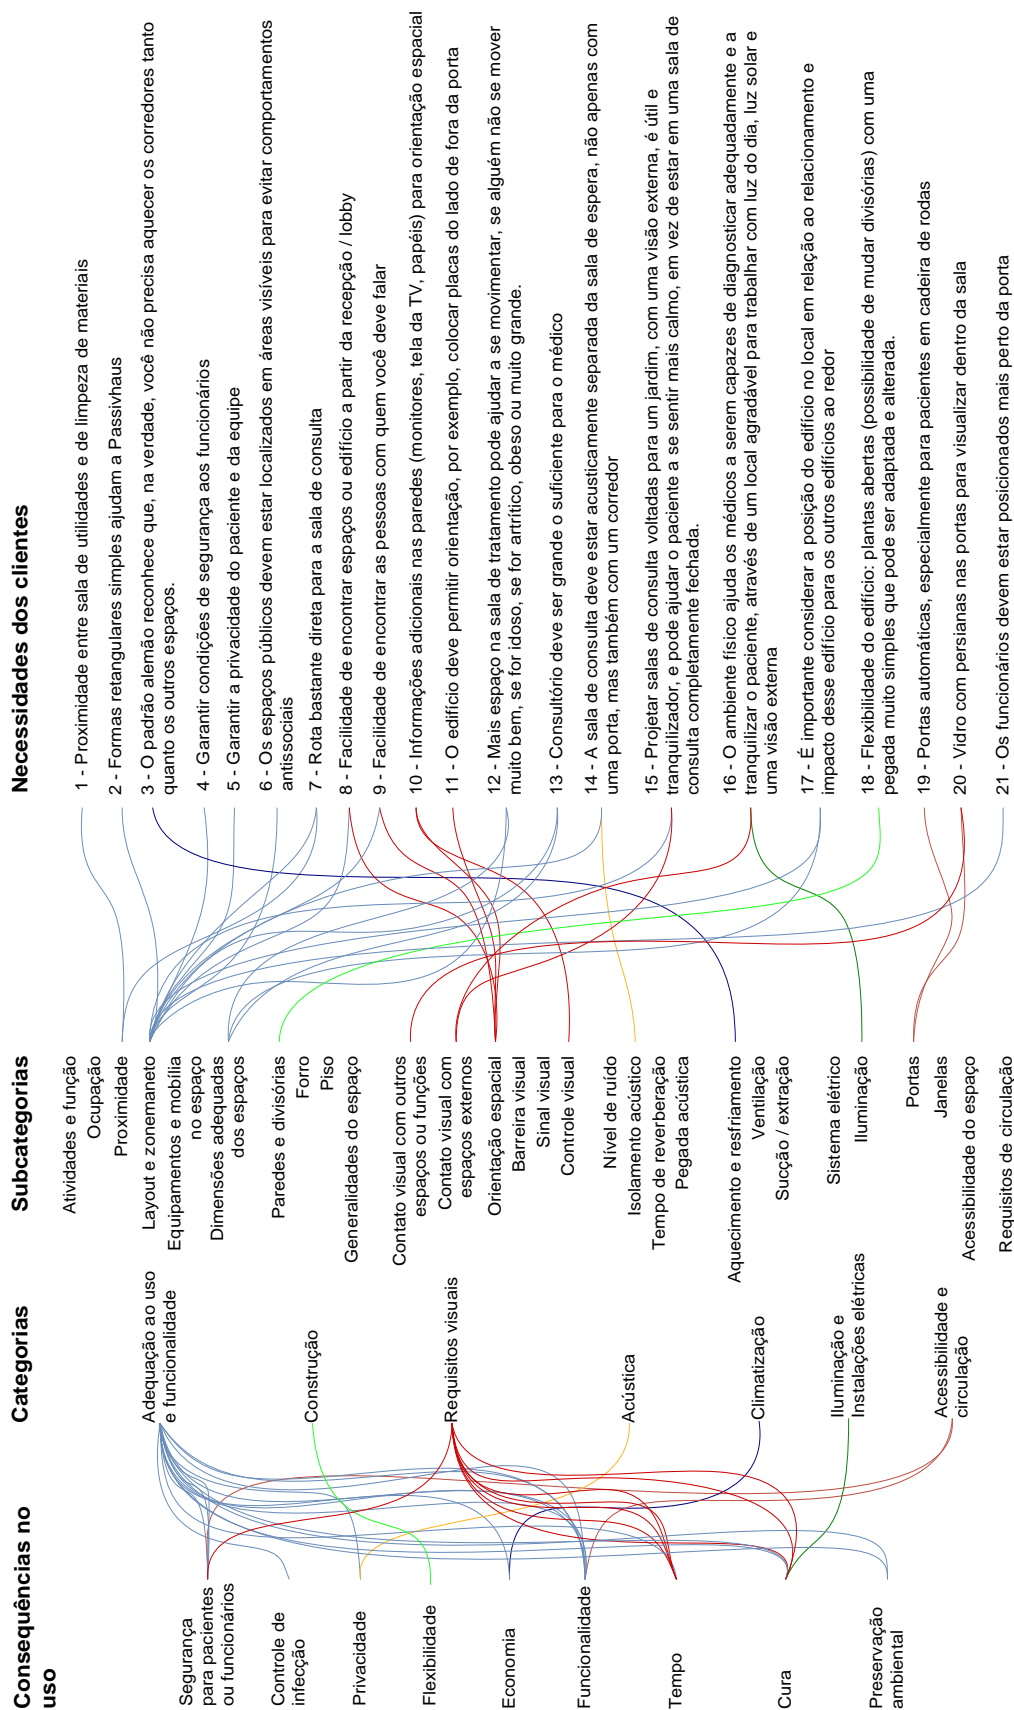 Consequências no
uso
Segurança
para pacientes
ou funcionários
Controle de
infecção
Privacidade
Flexibilidade
Economia
Funcionalidade
Tempo
Cura
Preservação
ambiental
Categorias
Adequação ao uso
e funcionalidade
Construção
Requisitos visuais
Acústica
Climatização
Iluminação e
Instalações elétricas
Acessibilidade e
circulação
Subcategorias
Atividades e função
Ocupação
Proximidade
Layout e zonemaneto
Equipamentos e mobília
no espaço
Dimensões adequadas
dos espaços
Paredes e divisórias
Forro
Piso
Generalidades do espaço
Contato visual com outros
espaços ou funções
Contato visual com
espaços externos
Orientação espacial
Barreira visual
Sinal visual
Controle visual
Nível de ruído
Isolamento acústico
Tempo de reverberação
Pegada acústica
Aquecimento e resfriamento
Ventilação
Sucção / extração
Sistema elétrico
Iluminação
Portas
Janelas
Acessibilidade do espaço
Requisitos de circulação
Necessidades dos clientes
1 - Proximidade entre sala de utilidades e de limpeza de materiais
2 - Formas retangulares simples ajudam a Passivhaus
3 - O padrão alemão reconhece que, na verdade, você não precisa aquecer os corredores tanto
quanto os outros espaços.
4 - Garantir condições de segurança aos funcionários
5 - Garantir a privacidade do paciente e da equipe
6 - Os espaços públicos devem estar localizados em áreas visíveis para evitar comportamentos
antissociais
7 - Rota bastante direta para a sala de consulta
8 - Facilidade de encontrar espaços ou edifício a partir da recepção / lobby
9 - Facilidade de encontrar as pessoas com quem você deve falar
10 - Informações adicionais nas paredes (monitores, tela da TV, papéis) para orientação espacial
11 - O edifício deve permitir orientação, por exemplo, colocar placas do lado de fora da porta
12 - Mais espaço na sala de tratamento pode ajudar a se movimentar, se alguém não se mover
muito bem, se for idoso, se for artrítico, obeso ou muito grande.
13 - Consultório deve ser grande o suficiente para o médico
14 - A sala de consulta deve estar acusticamente separada da sala de espera, não apenas com
uma porta, mas também com um corredor
15 - Projetar salas de consulta voltadas para um jardim, com uma visão externa, é útil e
tranquilizador, e pode ajudar o paciente a se sentir mais calmo, em vez de estar em uma sala de
consulta completamente fechada.
16 - O ambiente físico ajuda os médicos a serem capazes de diagnosticar adequadamente e a
tranquilizar o paciente, através de um local agradável para trabalhar com luz do dia, luz solar e
uma visão externa
17 - É importante considerar a posição do edifício no local em relação ao relacionamento e
impacto desse edifício para os outros edifícios ao redor
18 - Flexibilidade do edifício: plantas abertas (possibilidade de mudar divisórias) com uma
pegada muito simples que pode ser adaptada e alterada.
19 - Portas automáticas, especialmente para pacientes em cadeira de rodas
20 - Vidro com persianas nas portas para visualizar dentro da sala
21 - Os funcionários devem estar posicionados mais perto da porta